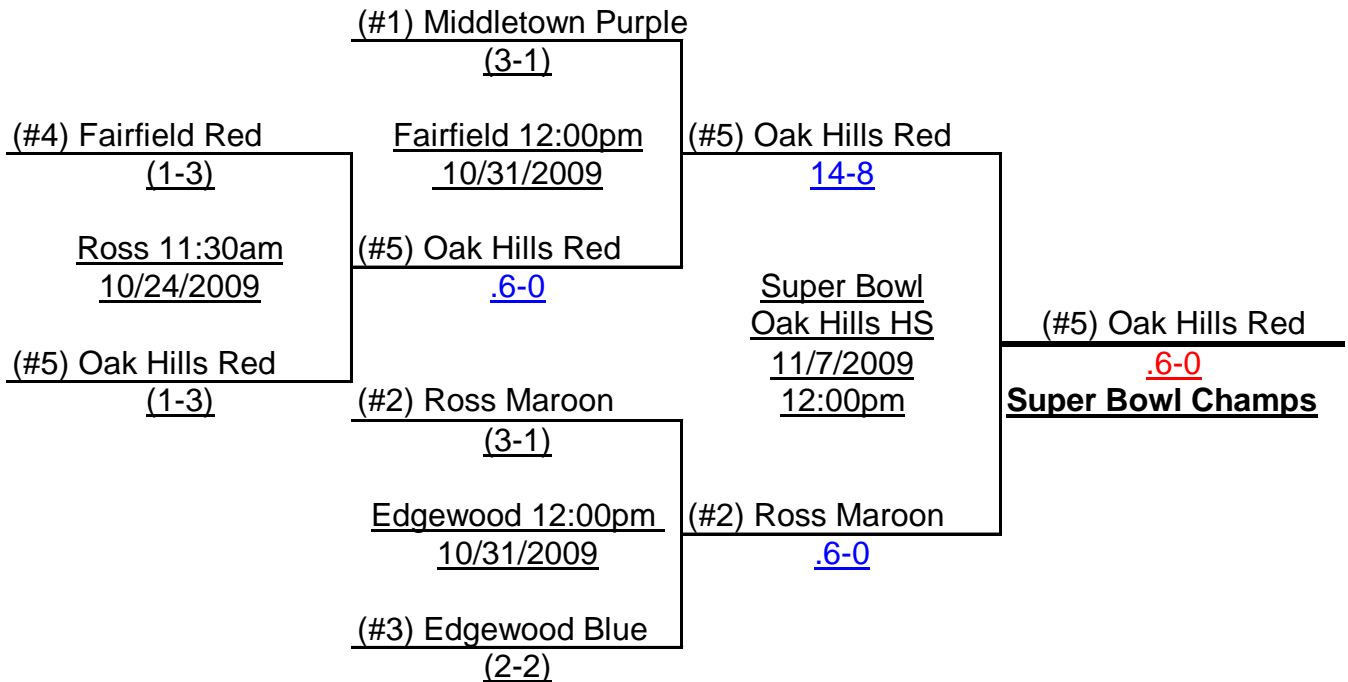 (#1) Middletown Purple
(3-1)
(#4) Fairfield Red
(1-3)
Fairfield 12:00pm
10/31/2009
(#5) Oak Hills Red
14-8
Ross 11:30am
10/24/2009
(#5) Oak Hills Red
.6-0
Super Bowl
Oak Hills HS
11/7/2009
12:00pm
(#5) Oak Hills Red
.6-0
Super Bowl Champs
(#5) Oak Hills Red
(1-3)
(#2) Ross Maroon
(3-1)
Edgewood 12:00pm
10/31/2009
(#2) Ross Maroon
.6-0
(#3) Edgewood Blue
(2-2)